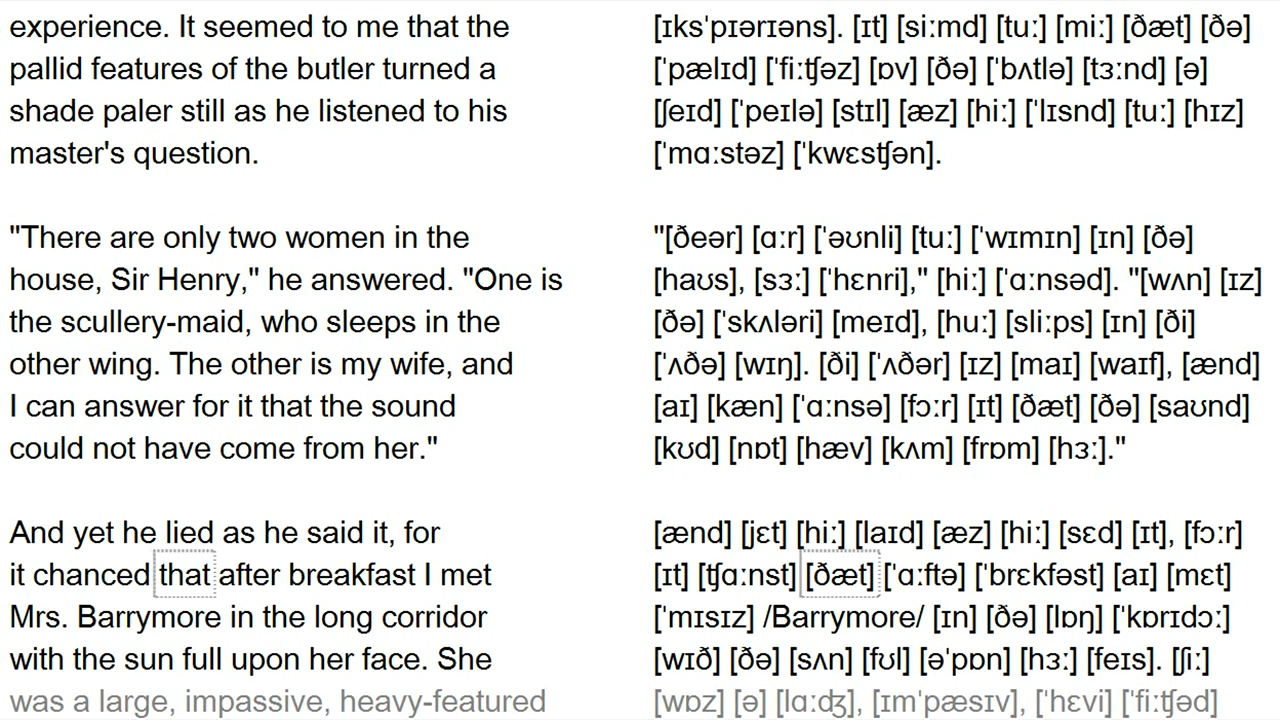 experience. It seemed to me that the
pallid features of the butler turned a
shade paler still as he listened to his
master's question.
"There are only two women in the
house, Sir Henry," he answered. "One is
the scullery-maid, who sleeps in the
other wing. The other is my wife, and
I can answer for it that the sound
could not have come from her."
And yet he lied as he said it, for
it chanced that after breakfast I met
Mrs. Barrymore in the long corridor
with the sun full upon her face. She
was a large, impassive, heavy-featured
[ɪksˈpɪərɪəns]. [ɪt] [siːmd] [tuː] [miː] [ðæt] [ðə]
[ˈpælɪd] [ˈfiːʧəz] [ɒv] [ðə] [ˈbʌtlə] [tɜːnd] [ə]
[ʃeɪd] [ˈpeɪlə] [stɪl] [æz] [hiː] [ˈlɪsnd] [tuː] [hɪz]
[ˈmɑːstəz] [ˈkwɛsʧən].
"[ðeər] [ɑːr] [ˈəʊnli] [tuː] [ˈwɪmɪn] [ɪn] [ðə]
[haʊs], [sɜː] [ˈhɛnri]," [hiː] [ˈɑːnsəd]. "[wʌn] [ɪz]
[ðə] [ˈskʌləri] [meɪd], [huː] [sliːps] [ɪn] [ði]
[ˈʌðə] [wɪŋ]. [ði] [ˈʌðər] [ɪz] [maɪ] [waɪf], [ænd]
[aɪ] [kæn] [ˈɑːnsə] [fɔːr] [ɪt] [ðæt] [ðə] [saʊnd]
[kʊd] [nɒt] [hæv] [kʌm] [frɒm] [hɜː]."
[ænd] [jɛt] [hiː] [laɪd] [æz] [hiː] [sɛd] [ɪt], [fɔːr]
[ɪt] [ʧɑːnst] [ðæt] [ˈɑːftə] [ˈbrɛkfəst] [aɪ] [mɛt]
[ˈmɪsɪz] /Barrymore/ [ɪn] [ðə] [lɒŋ] [ˈkɒrɪdɔː]
[wɪð] [ðə] [sʌn] [fʊl] [əˈpɒn] [hɜː] [feɪs]. [ʃiː]
[wɒz] [ə] [lɑːʤ], [ɪmˈpæsɪv], [ˈhɛvi] [ˈfiːʧəd]